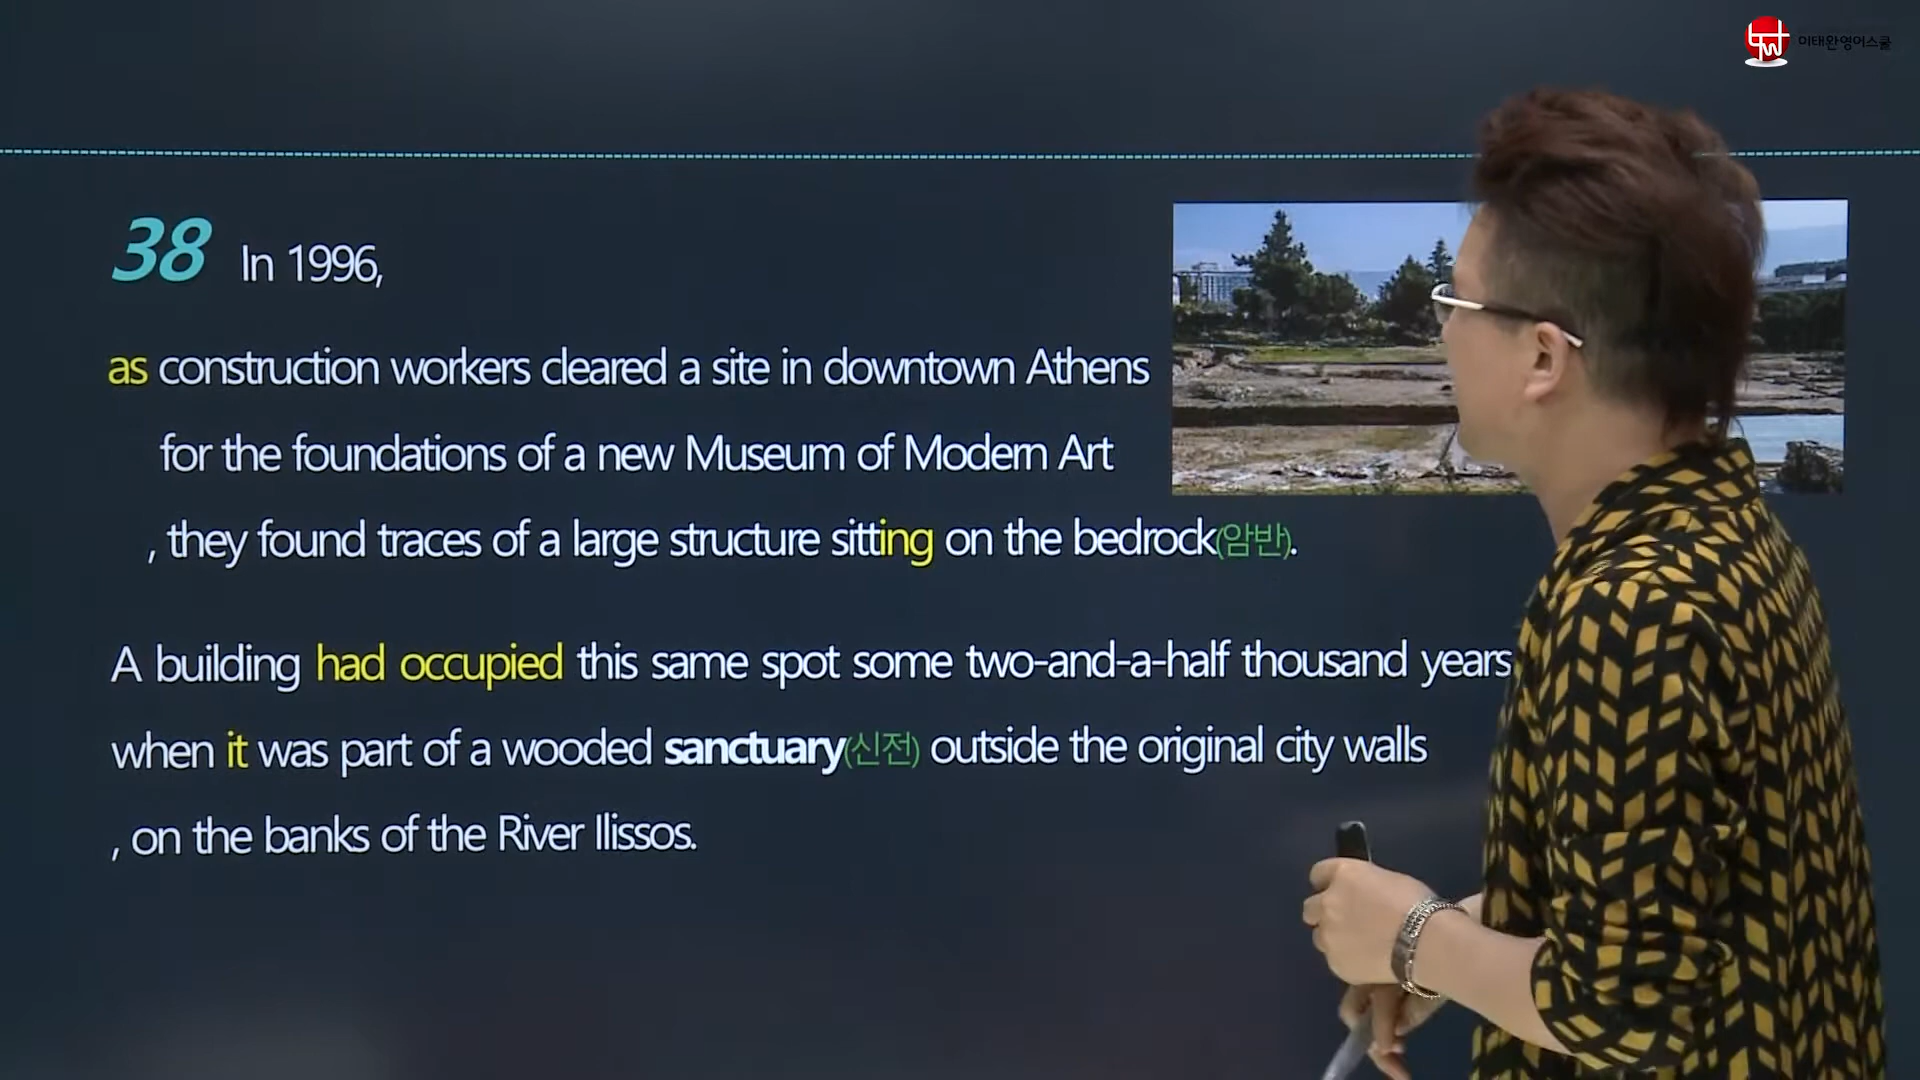 이태완영어스쿨
38 In 1996,
as construction workers cleared a site in downtown Athens
for the foundations of a new Museum of Modern Art
, they found traces of a large structure sitting on the bedrock(암반).
A building had occupied this same spot some two-and-a-half thousand years
when it was part of a wooded sanctuary(신전) outside the original city walls
, on the banks of the River Ilissos.